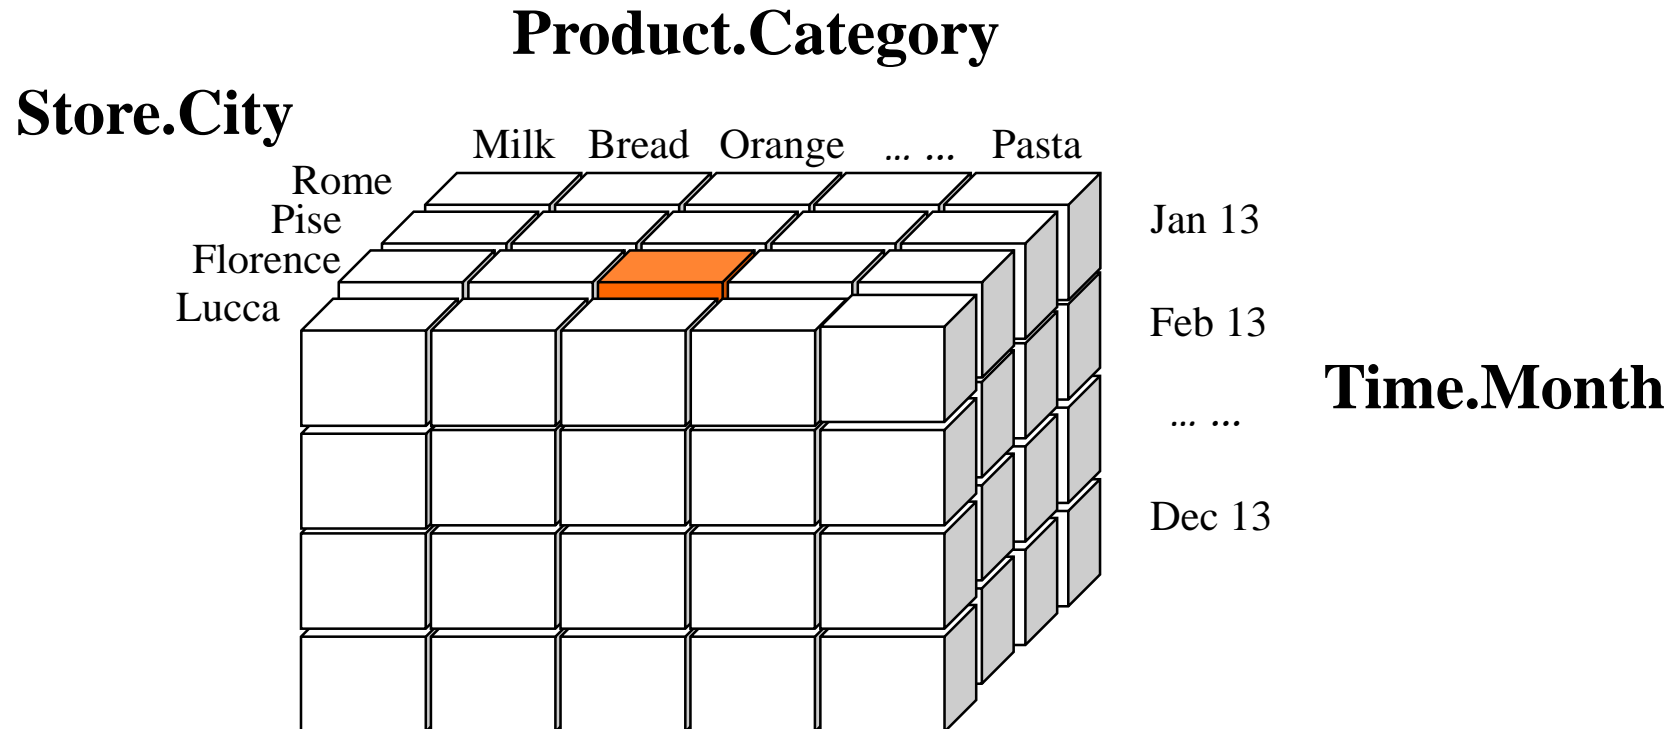 Product.Category
Store.City
Milk Bread Orange ... ... Pasta
Rome
Pise
Florence
Lucca
Jan 13
Feb 13
... ...
Dec 13
Time.Month